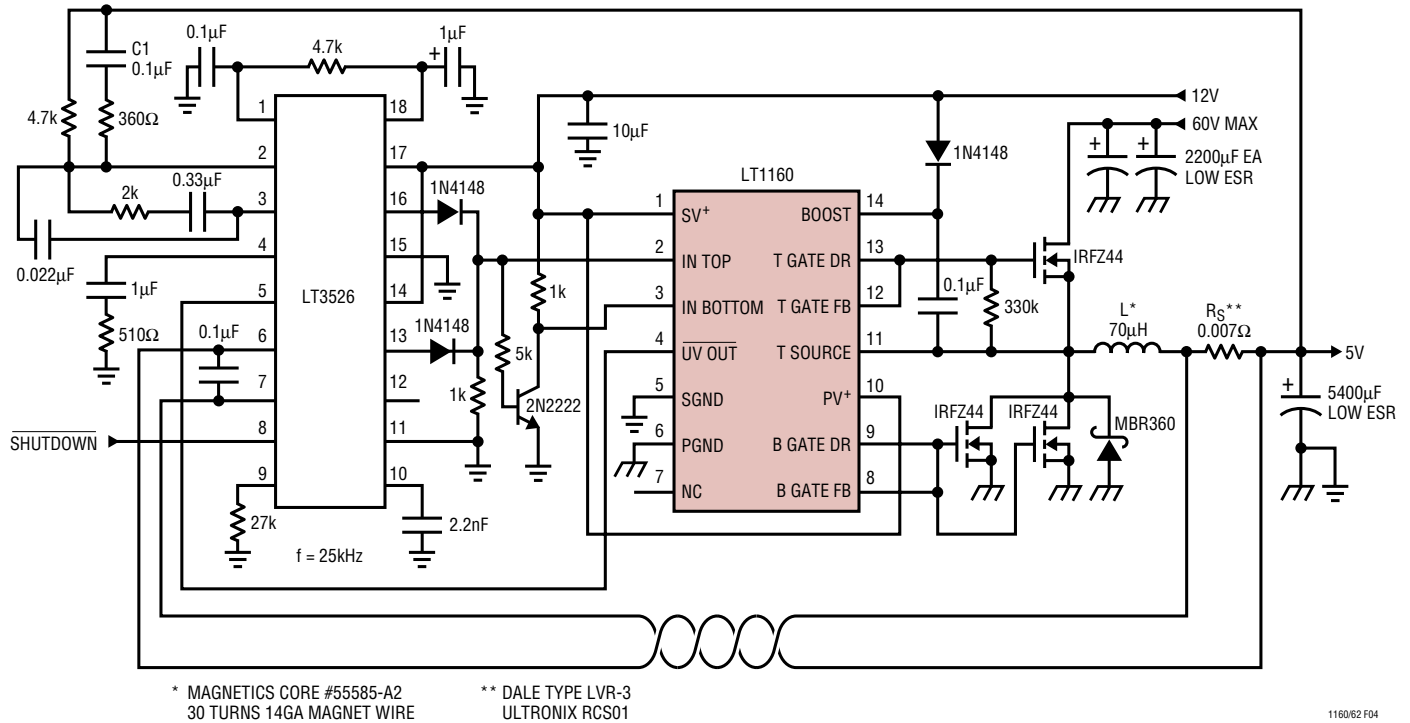 0.1µF
4.7k
1µF
+
C1
0.1µF
4.7k
360Ω
1
18
12V
60V MAX
10µF
+
+
2200µF EA
LOW ESR
2
17
1N4148
LT1160
2k
0.33µF
3
16
1N4148
1
SV+
BOOST
14
4
15
2
IN TOP
T GATE DR
13
IRFZ44
0.022µF
1µF
LT3526
5
14
1k
3
IN BOTTOM
T GATE FB
12
0.1µF
330k
L*
70µH
RS**
0.007Ω
510Ω
0.1µF
6
13
1N4148
5k
4
UV OUT
T SOURCE
11
5V
7
12
1k
2N2222
5
SGND
PV+
10
IRFZ44
IRFZ44
MBR360
+
5400µF
LOW ESR
SHUTDOWN
8
11
6
PGND
B GATE DR
9
9
10
7
NC
B GATE FB
8
27k
2.2nF
f = 25kHz
* MAGNETICS CORE #55585-A2
30 TURNS 14GA MAGNET WIRE
** DALE TYPE LVR-3
ULTRONIX RCS01
1160/62 F04